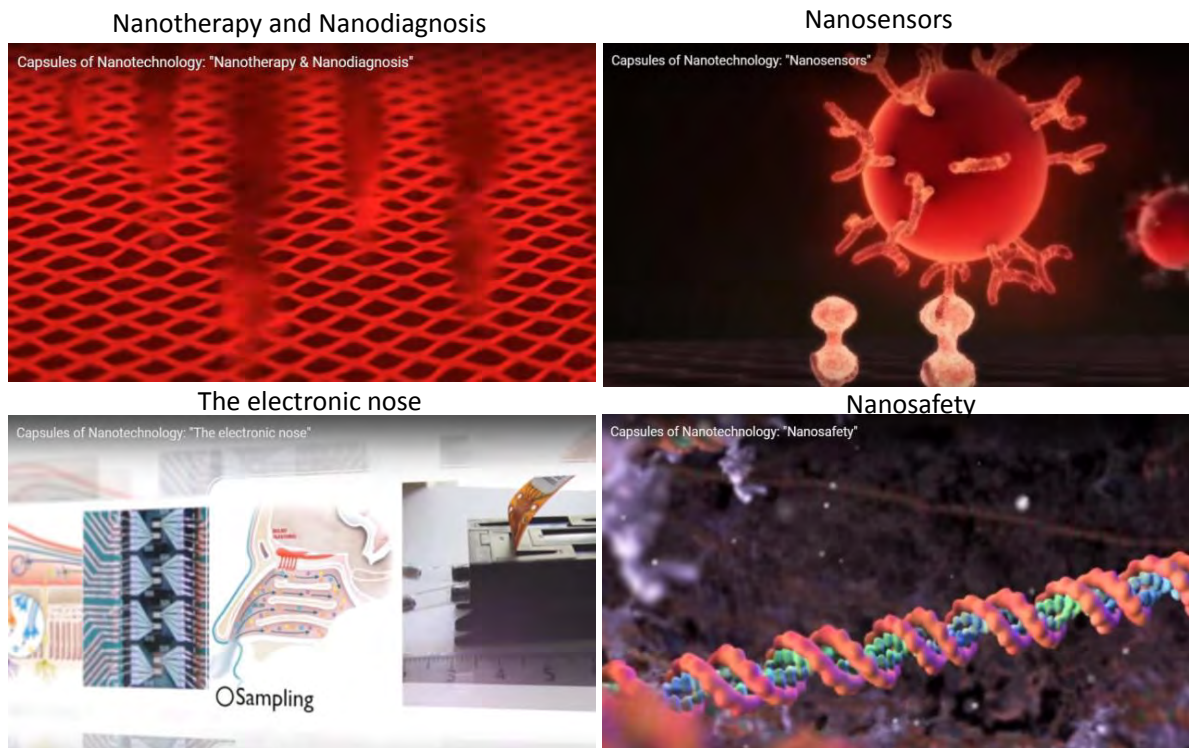 Nanotherapy and Nanodiagnosis
Nanosensors
Capsules of Nanotechnology: "Nanotherapy & Nanodiagnosis"
Capsules of Nanotechnology: "Nanosensors"
The electronic nose
Nanosafety
Capsules of Nanotechnology: "The electronic nose"
Capsules of Nanotechnology: "Nanosafety"
Sampling